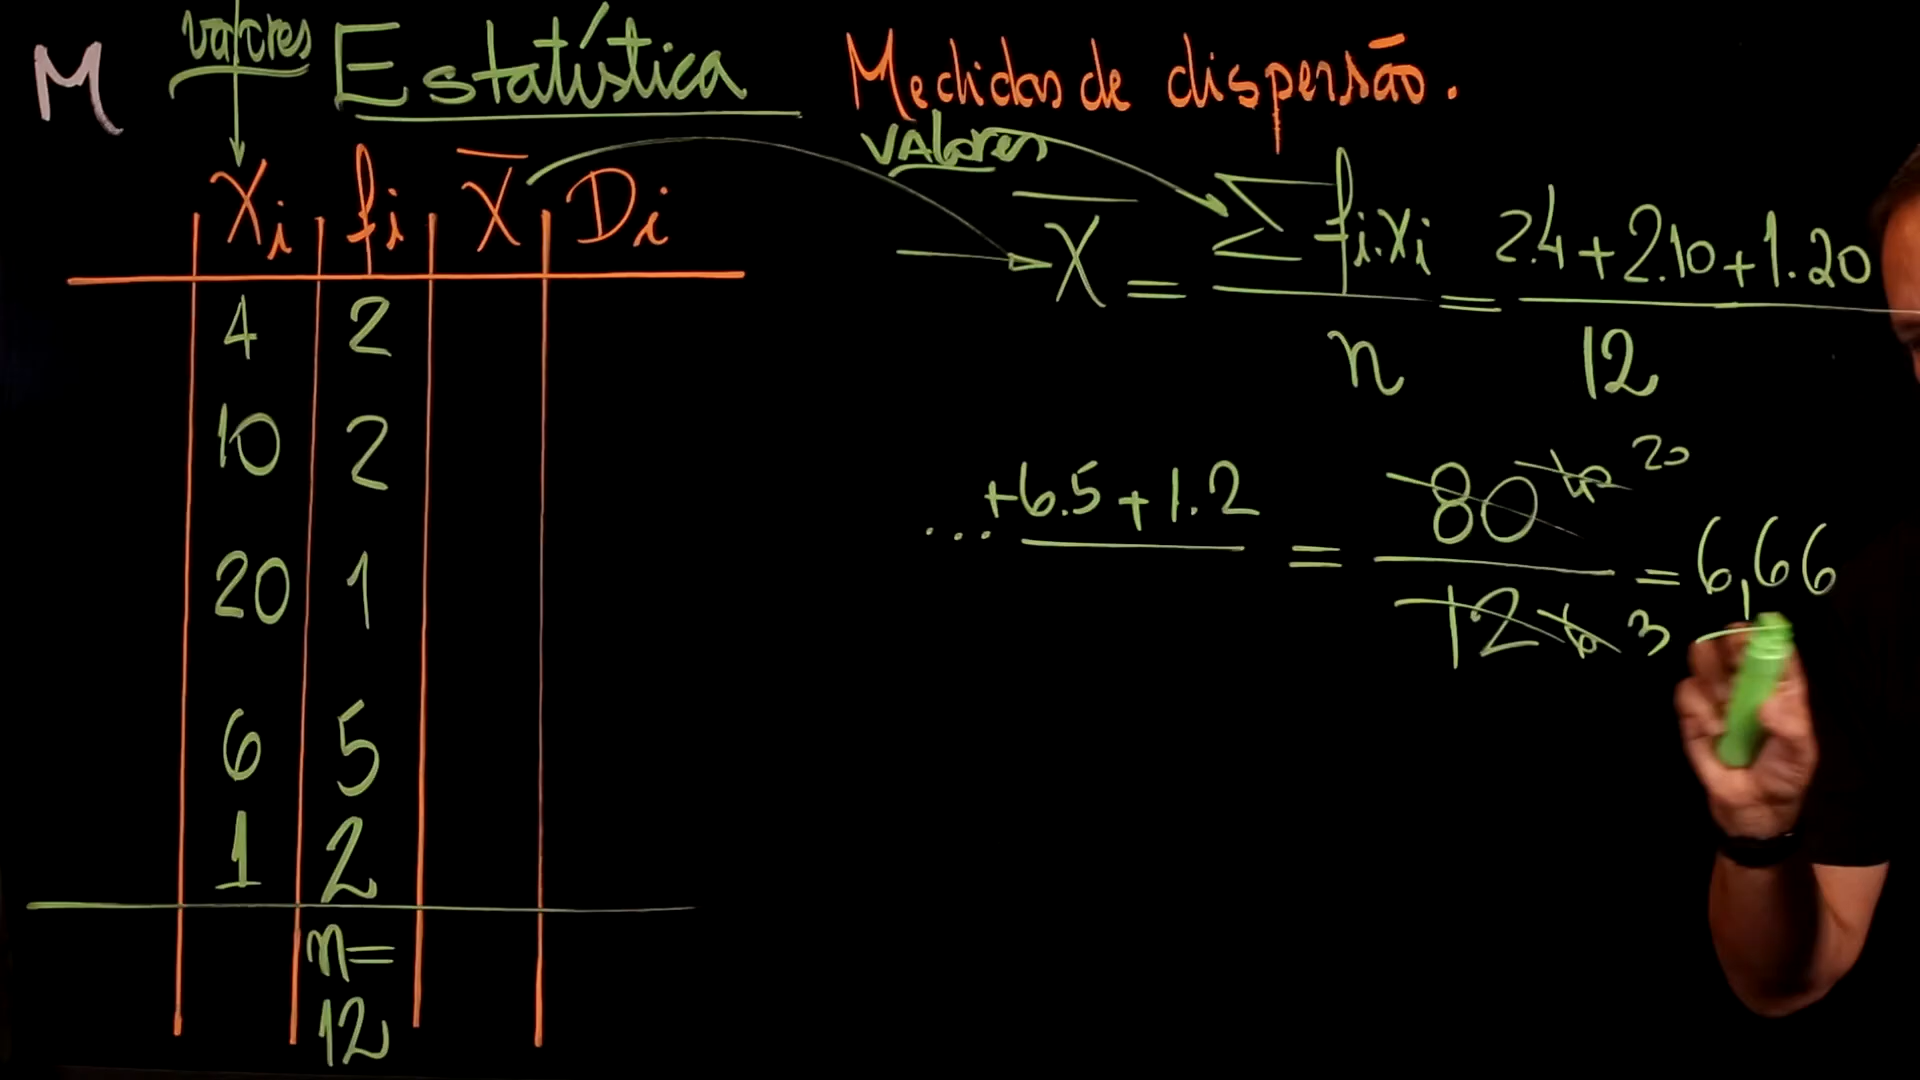 M valores Estatística Medidas de dispersão.
VAlores
Xi fi X̅ Di
X̅ = Σ fi.xi / n = 2.4+2.10+1.20 / 12
4 2
10 2
...+6.5+1.2 = 80 40 20 / 12 6 3 = 6,66
20 1
6 5
1 2
n=
12